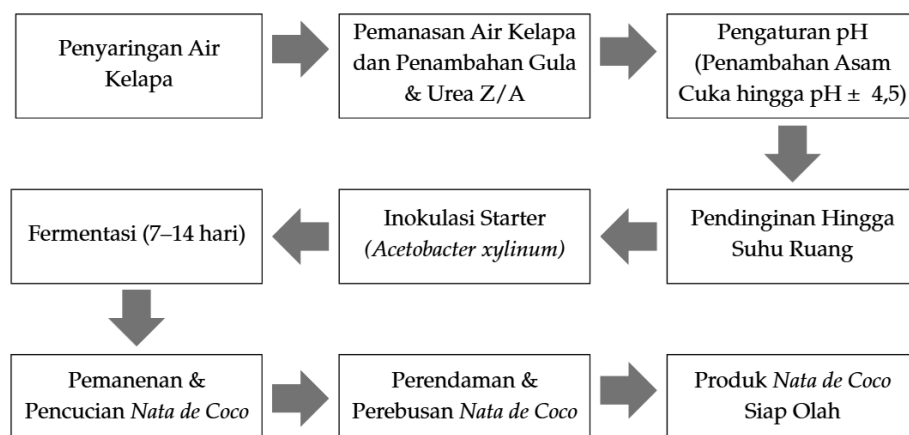 Penyaringan Air
Kelapa
Pemanasan Air Kelapa
dan Penambahan Gula
& Urea Z/A
Pengaturan pH
(Penambahan Asam
Cuka hingga pH ± 4,5)
Pendinginan Hingga
Suhu Ruang
Inokulasi Starter
(Acetobacter xylinum)
Fermentasi (7–14 hari)
Pemanenan &
Pencucian Nata de Coco
Perendaman &
Perebusan Nata de Coco
Produk Nata de Coco
Siap Olah